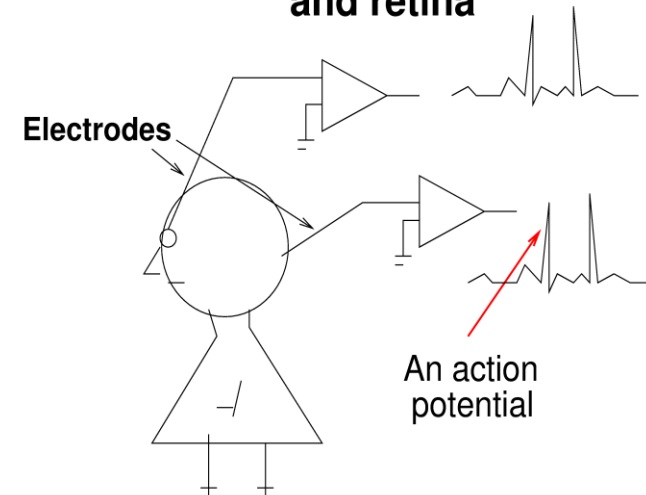 and retina
Electrodes
An action
potential